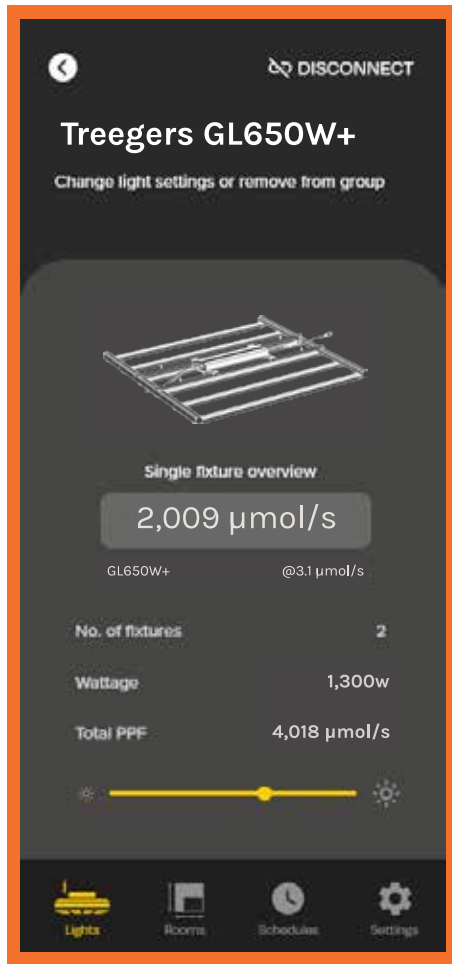 DISCONNECT
Treegers GL650W+
Change light settings or remove from group
Single fixture overview
2,009 µmol/s
GL650W+ @3.1 µmol/s
No. of fixtures 2
Wattage 1,300w
Total PPF 4,018 µmol/s
Lights Rooms Schedules Settings